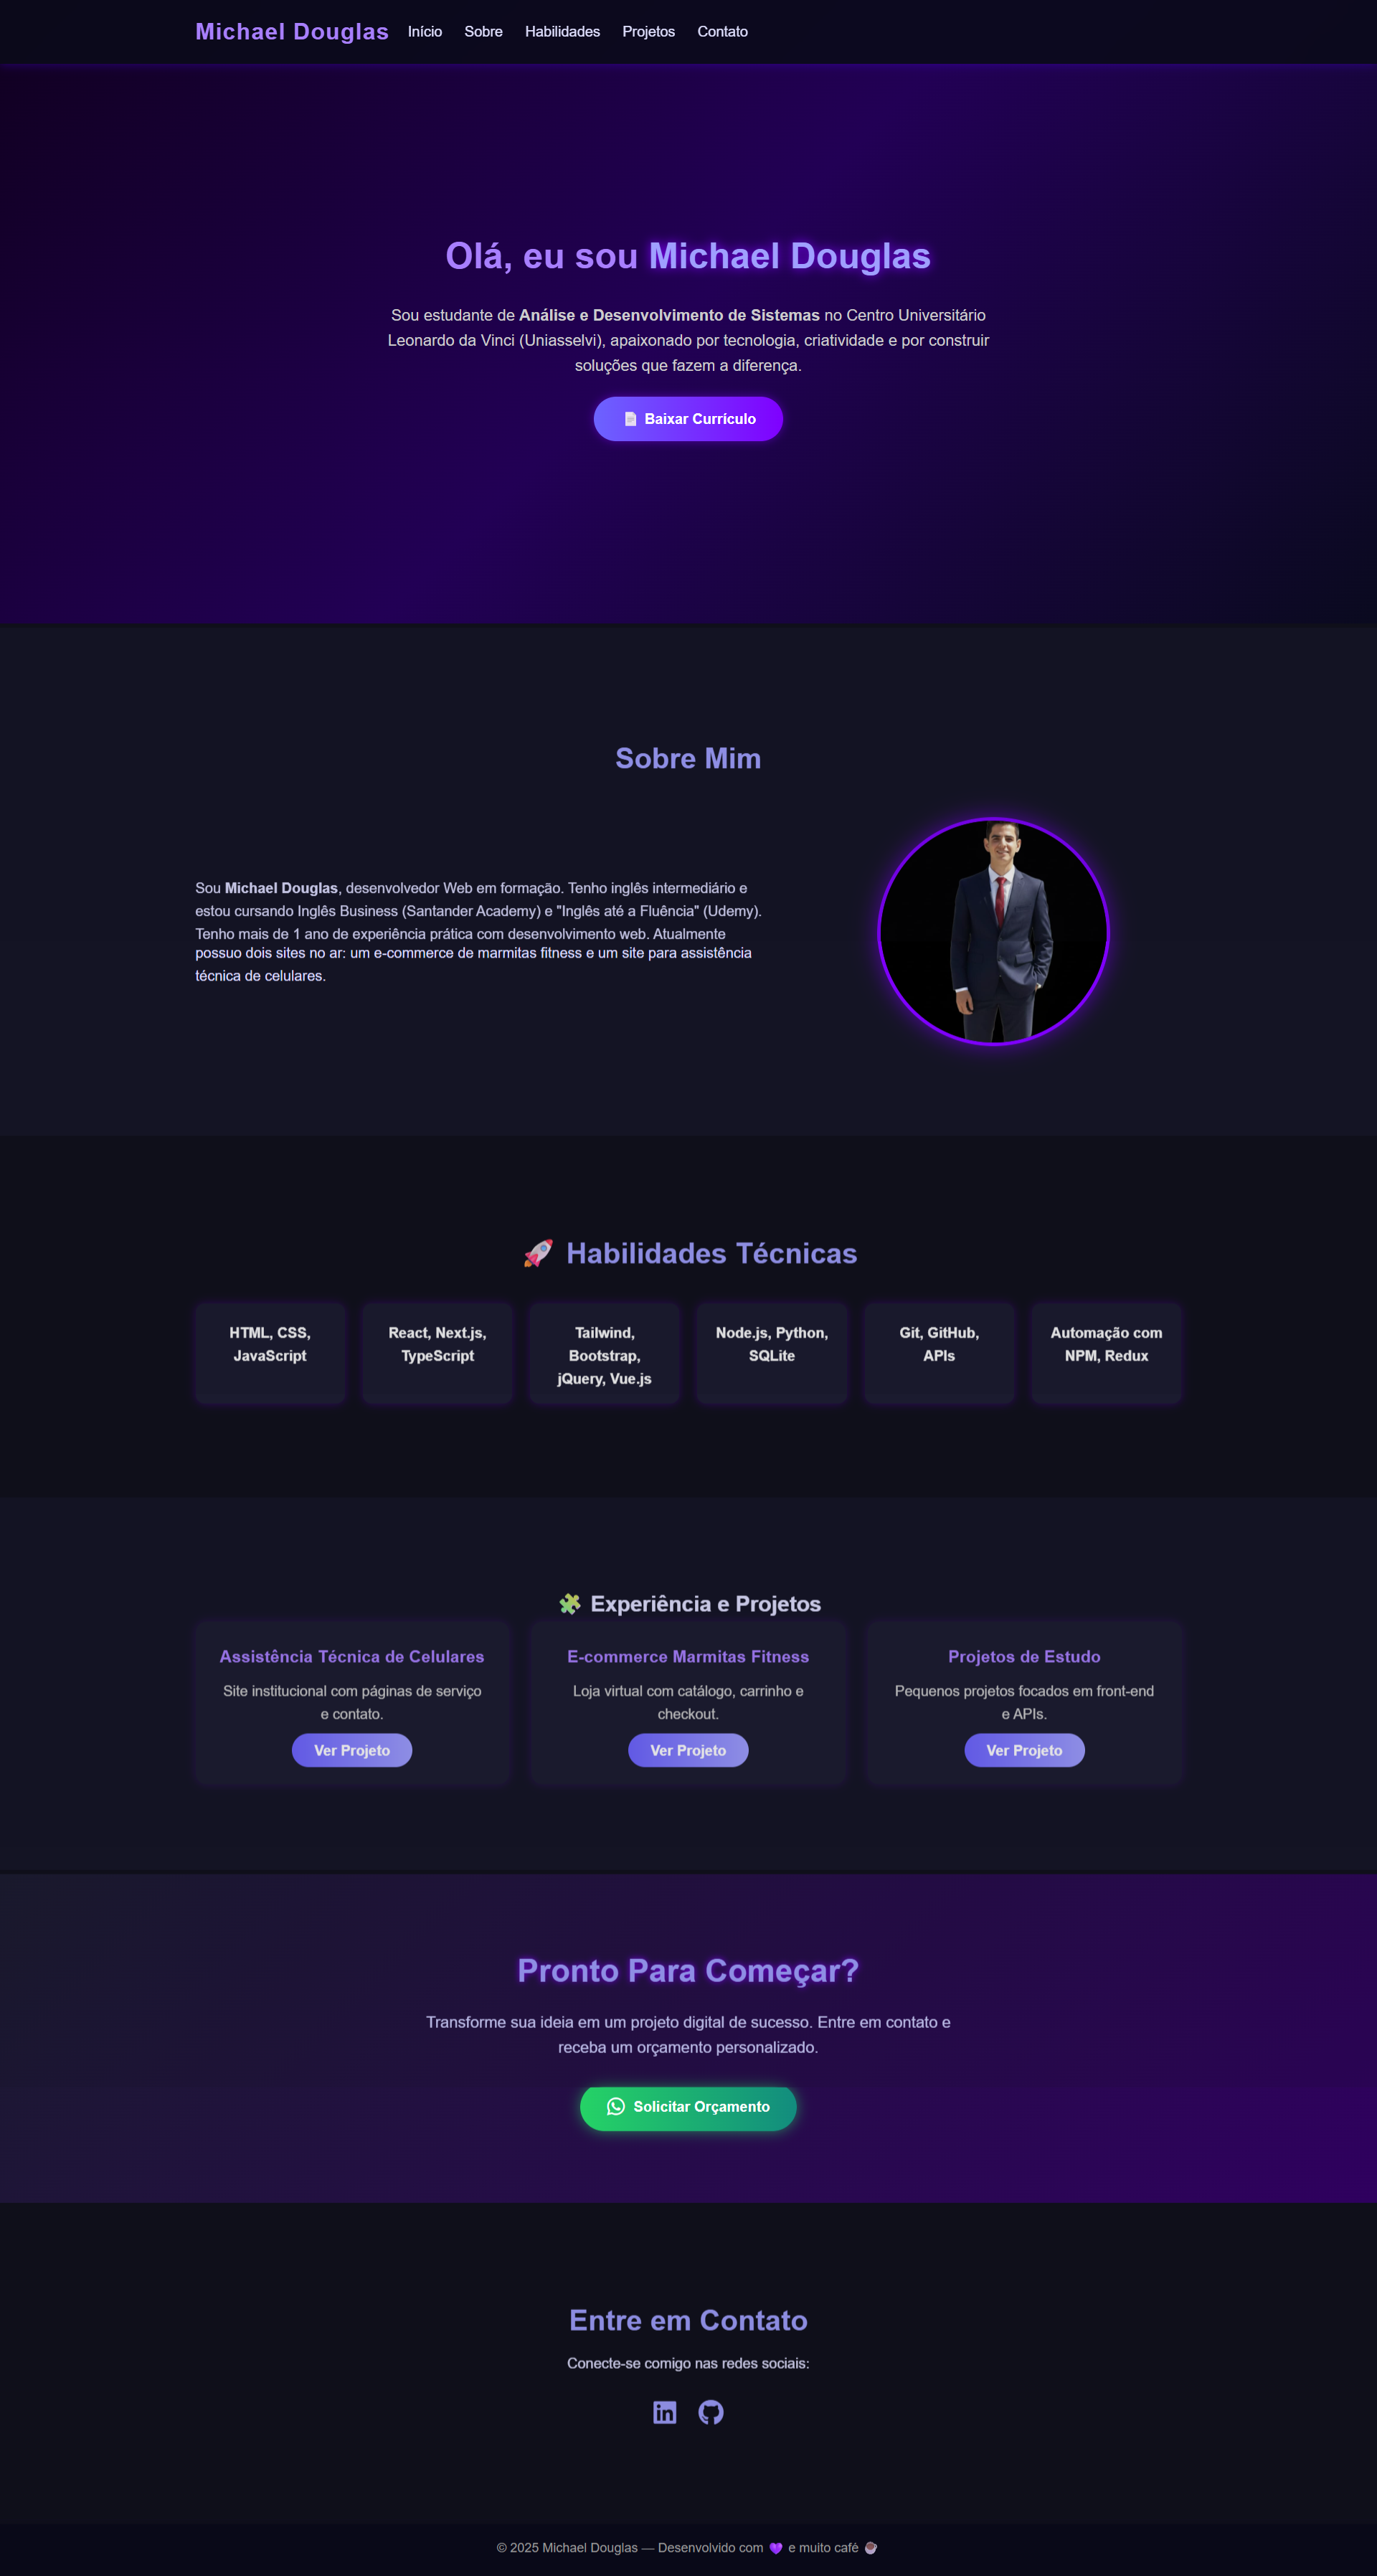 Michael Douglas
Início Sobre Habilidades Projetos Contato
Olá, eu sou Michael Douglas
Sou estudante de Análise e Desenvolvimento de Sistemas no Centro Universitário
Leonardo da Vinci (Uniasselvi), apaixonado por tecnologia, criatividade e por construir
soluções que fazem a diferença.
📄 Baixar Currículo
Sobre Mim
Sou Michael Douglas, desenvolvedor Web em formação. Tenho inglês intermediário e
estou cursando Inglês Business (Santander Academy) e "Inglês até a Fluência" (Udemy).
Tenho mais de 1 ano de experiência prática com desenvolvimento web. Atualmente
possuo dois sites no ar: um e-commerce de marmitas fitness e um site para assistência
técnica de celulares.
🚀 Habilidades Técnicas
HTML, CSS,
JavaScript
React, Next.js,
TypeScript
Tailwind,
Bootstrap,
jQuery, Vue.js
Node.js, Python,
SQLite
Git, GitHub,
APIs
Automação com
NPM, Redux
🧩 Experiência e Projetos
Assistência Técnica de Celulares
Site institucional com páginas de serviço
e contato.
Ver Projeto
E-commerce Marmitas Fitness
Loja virtual com catálogo, carrinho e
checkout.
Ver Projeto
Projetos de Estudo
Pequenos projetos focados em front-end
e APIs.
Ver Projeto
Pronto Para Começar?
Transforme sua ideia em um projeto digital de sucesso. Entre em contato e
receba um orçamento personalizado.
Solicitar Orçamento
Entre em Contato
Conecte-se comigo nas redes sociais:
in
© 2025 Michael Douglas — Desenvolvido com 💜 e muito café ☕